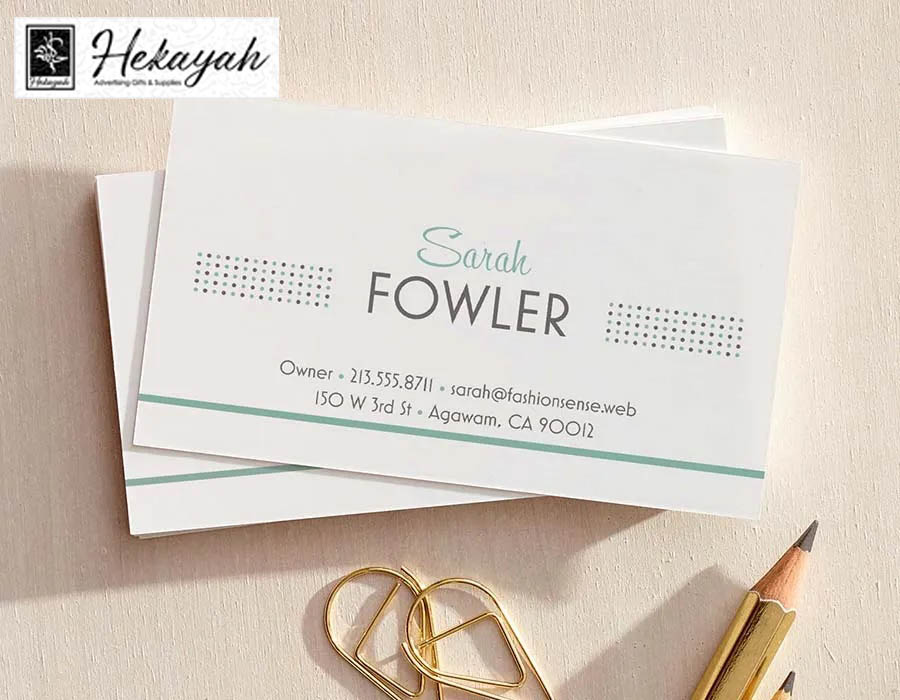 Hekayah
Hekayah
Advertising Gifts & Supplies
Sarah
FOWLER
Owner • 213.555.8711 • sarah@fashionsense.web
150 W 3rd St • Agawam, CA 90012